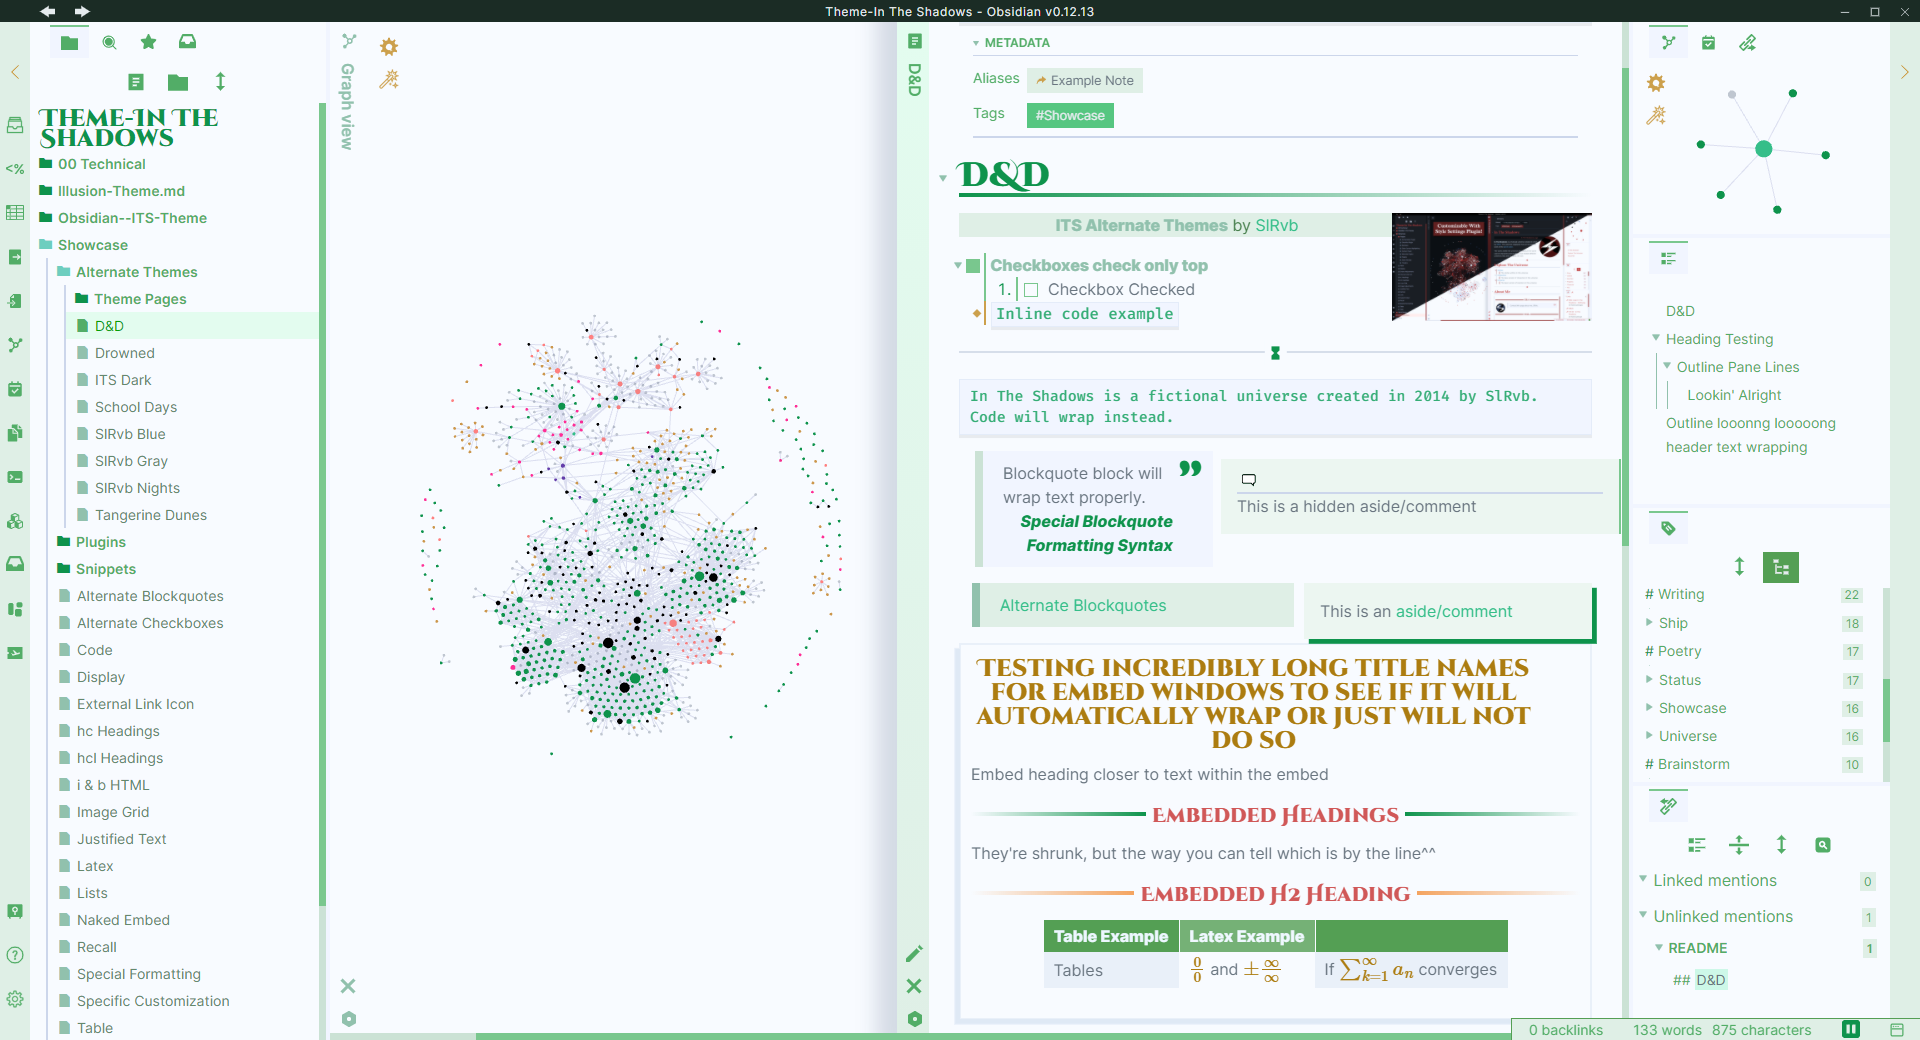 Theme-In The Shadows - Obsidian v0.12.13
<%
THEME-IN THE
SHADOWS
00 Technical
Illusion-Theme.md
Obsidian--ITS-Theme
Showcase
Alternate Themes
Theme Pages
D&D
Drowned
ITS Dark
School Days
SlRvb Blue
SlRvb Gray
SlRvb Nights
Tangerine Dunes
Plugins
Snippets
Alternate Blockquotes
Alternate Checkboxes
Code
Display
External Link Icon
hc Headings
hcl Headings
i & b HTML
Image Grid
Justified Text
Latex
Lists
Naked Embed
Recall
Special Formatting
Specific Customization
Table
Graph view
D&D
METADATA
Aliases Example Note
Tags #Showcase
D&D
ITS Alternate Themes by SlRvb
Customizable With
Style Settings Plugin!
Checkboxes check only top
1. Checkbox Checked
Inline code example
In The Shadows is a fictional universe created in 2014 by SlRvb.
Code will wrap instead.
Blockquote block will
wrap text properly.
Special Blockquote
Formatting Syntax
This is a hidden aside/comment
Alternate Blockquotes
This is an aside/comment
TESTING INCREDIBLY LONG TITLE NAMES
FOR EMBED WINDOWS TO SEE IF IT WILL
AUTOMATICALLY WRAP OR JUST WILL NOT
DO SO
Embed heading closer to text within the embed
EMBEDDED HEADINGS
They're shrunk, but the way you can tell which is by the line^^
EMBEDDED H2 HEADING
Table Example Latex Example
Tables 0/0 and ±∞/∞ If ∑_{k=1}^∞ a_n converges
D&D
Heading Testing
Outline Pane Lines
Lookin' Alright
Outline looonng looooong
header text wrapping
# Writing 22
Ship 18
# Poetry 17
Status 17
Showcase 16
Universe 16
# Brainstorm 10
Linked mentions 0
Unlinked mentions 1
README 1
## D&D
0 backlinks 133 words 875 characters